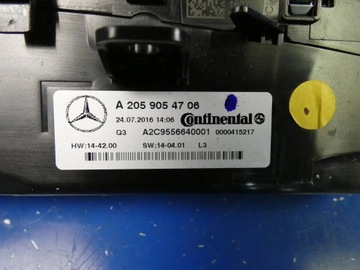 A 205 905 47 06
24.07.2016 14:06 Continental
Q3 A2C9556640001 0000415217
HW:14-42.00 SW:14-04.01 L3